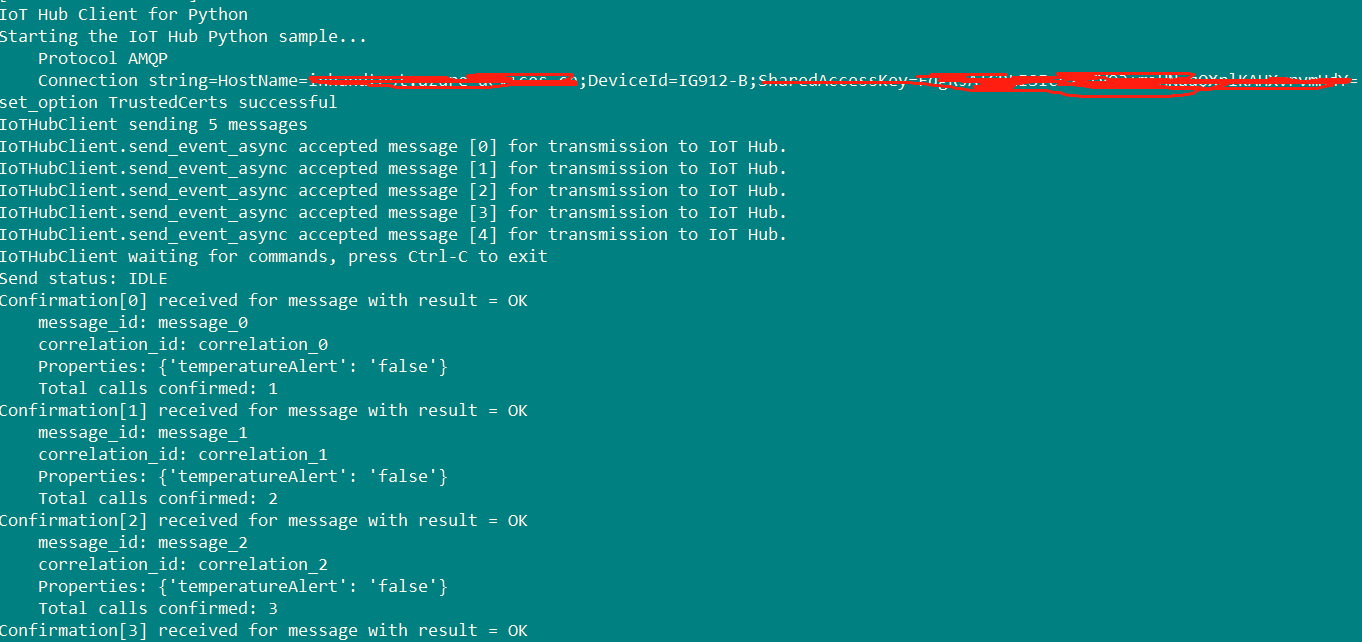 IoT Hub Client for Python
Starting the IoT Hub Python sample...
Protocol AMQP
Connection string=HostName= ;DeviceId=IG912-B;SharedAccessKey=
set_option TrustedCerts successful
IoTHubClient sending 5 messages
IoTHubClient.send_event_async accepted message [0] for transmission to IoT Hub.
IoTHubClient.send_event_async accepted message [1] for transmission to IoT Hub.
IoTHubClient.send_event_async accepted message [2] for transmission to IoT Hub.
IoTHubClient.send_event_async accepted message [3] for transmission to IoT Hub.
IoTHubClient.send_event_async accepted message [4] for transmission to IoT Hub.
IoTHubClient waiting for commands, press Ctrl-C to exit
Send status: IDLE
Confirmation[0] received for message with result = OK
message_id: message_0
correlation_id: correlation_0
Properties: {'temperatureAlert': 'false'}
Total calls confirmed: 1
Confirmation[1] received for message with result = OK
message_id: message_1
correlation_id: correlation_1
Properties: {'temperatureAlert': 'false'}
Total calls confirmed: 2
Confirmation[2] received for message with result = OK
message_id: message_2
correlation_id: correlation_2
Properties: {'temperatureAlert': 'false'}
Total calls confirmed: 3
Confirmation[3] received for message with result = OK